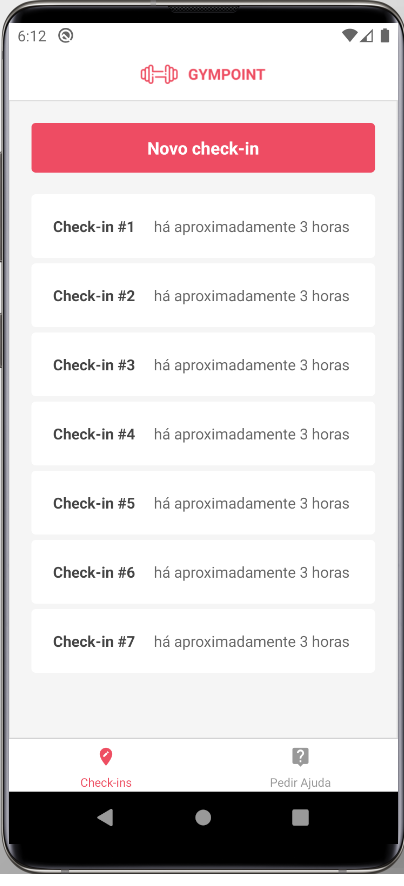 6:12
GYMPOINT
Novo check-in
Check-in #1 há aproximadamente 3 horas
Check-in #2 há aproximadamente 3 horas
Check-in #3 há aproximadamente 3 horas
Check-in #4 há aproximadamente 3 horas
Check-in #5 há aproximadamente 3 horas
Check-in #6 há aproximadamente 3 horas
Check-in #7 há aproximadamente 3 horas
Check-ins Pedir Ajuda